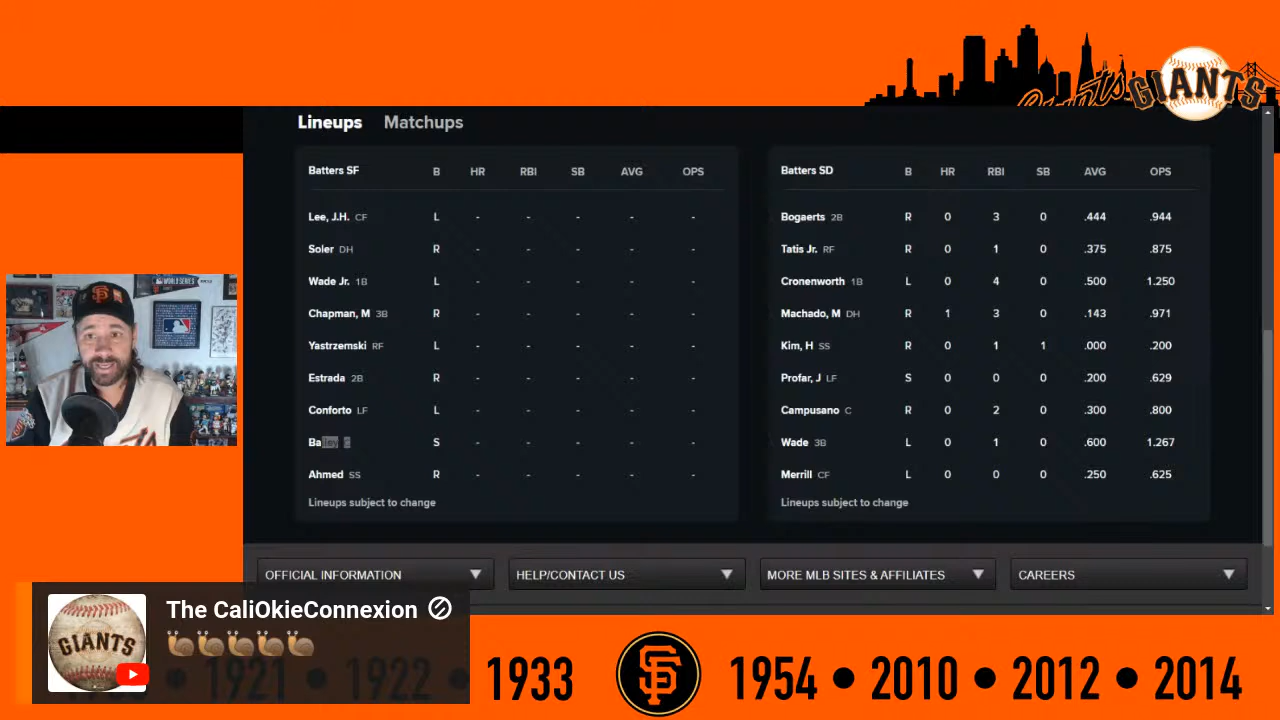 Giants GIANTS
Lineups Matchups
Batters SF B HR RBI SB AVG OPS
Lee, J.H. CF L - - - - -
Soler DH R - - - - -
Wade Jr. 1B L - - - - -
Chapman, M 3B R - - - - -
Yastrzemski RF L - - - - -
Estrada 2B R - - - - -
Conforto LF L - - - - -
Bailey C S - - - - -
Ahmed SS R - - - - -
Lineups subject to change
Batters SD B HR RBI SB AVG OPS
Bogaerts 2B R 0 3 0 .444 .944
Tatis Jr. RF R 0 1 0 .375 .875
Cronenworth 1B L 0 4 0 .500 1.250
Machado, M DH R 1 3 0 .143 .971
Kim, H SS R 0 1 1 .000 .200
Profar, J LF S 0 0 0 .200 .629
Campusano C R 0 2 0 .300 .800
Wade 3B L 0 1 0 .600 1.267
Merrill CF L 0 0 0 .250 .625
Lineups subject to change
OFFICIAL INFORMATION HELP/CONTACT US MORE MLB SITES & AFFILIATES CAREERS
GIANTS
The CaliOkieConnexion
🐌🐌🐌🐌🐌
• 1921 • 1922 • 1933 SF 1954 • 2010 • 2012 • 2014